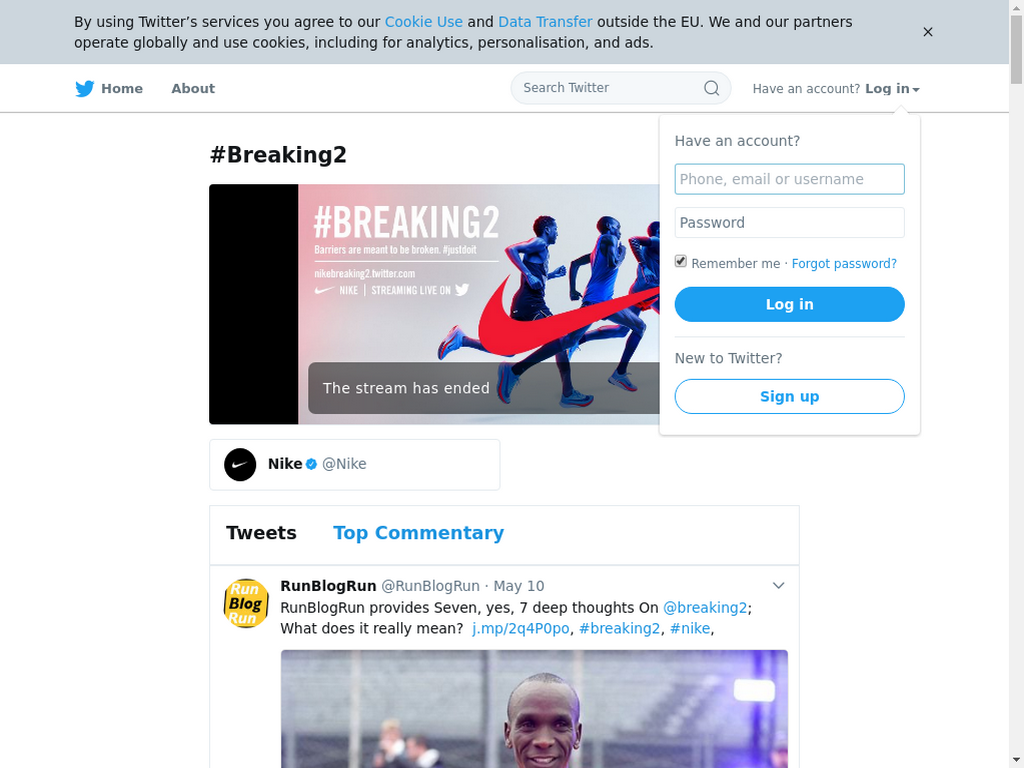 By using Twitter’s services you agree to our Cookie Use and Data Transfer outside the EU. We and our partners
operate globally and use cookies, including for analytics, personalisation, and ads.
Home About Search Twitter Have an account? Log in
#Breaking2
#BREAKING2
Barriers are meant to be broken. #justdoit
nikebreaking2.twitter.com
NIKE | STREAMING LIVE ON
The stream has ended
Have an account?
Phone, email or username
Password
Remember me · Forgot password?
Log in
New to Twitter?
Sign up
Nike @Nike
Tweets Top Commentary
Run
Blog
Run
RunBlogRun @RunBlogRun · May 10
RunBlogRun provides Seven, yes, 7 deep thoughts On @breaking2;
What does it really mean? j.mp/2q4P0po, #breaking2, #nike,